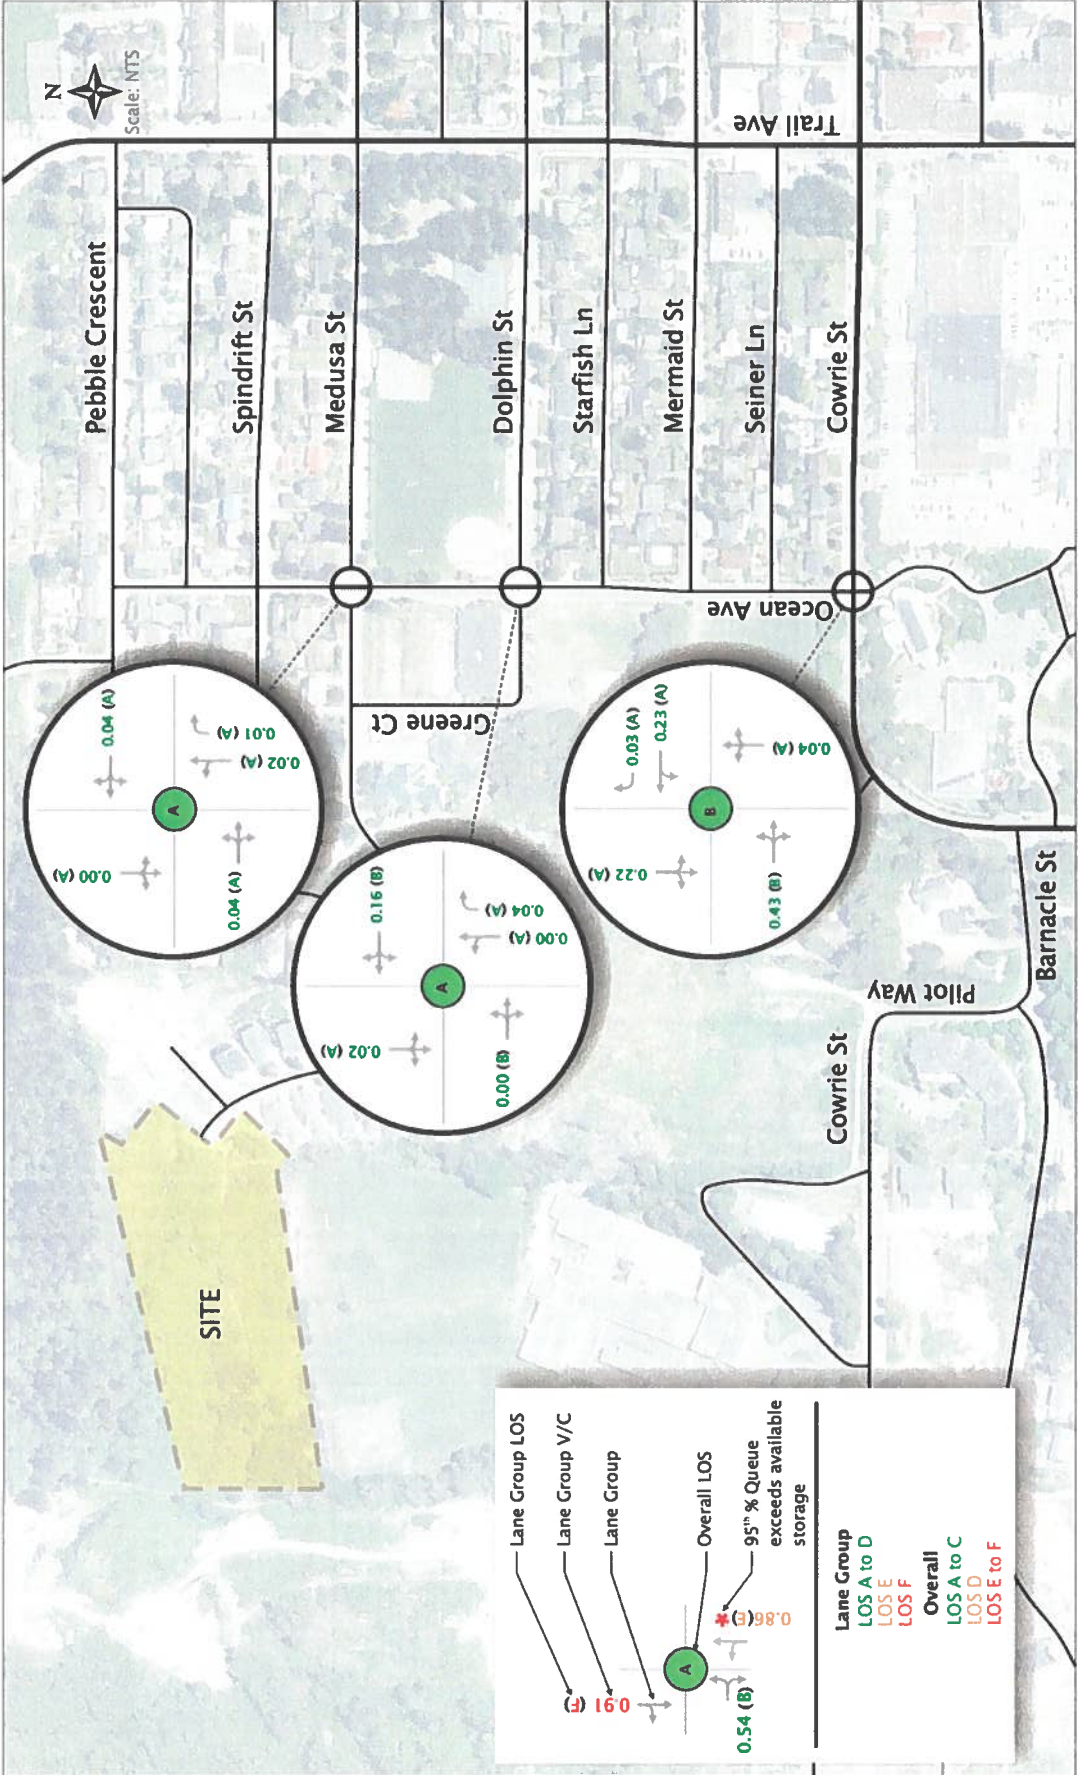 N
Scale: NTS
Trail Ave
Pebble Crescent
Spindrift St
Medusa St
Dolphin St
Starfish Ln
Mermaid St
Seiner Ln
Cowrie St
Ocean Ave
Greene Ct
0.00 (A)
0.04 (A)
A
0.04 (A)
0.02 (A)
0.01 (A)
0.02 (A)
0.16 (B)
A
0.00 (B)
0.00 (A)
0.04 (A)
0.22 (A)
0.03 (A)
0.23 (A)
B
0.43 (B)
0.04 (A)
Pilot Way
Barnacle St
Cowrie St
SITE
Lane Group LOS
Lane Group V/C
Lane Group
Overall LOS
95th % Queue
exceeds available
storage
0.91 (F)
A
0.54 (B)
0.86 (E)
Lane Group
LOS A to D
LOS E
LOS F
Overall
LOS A to C
LOS D
LOS E to F